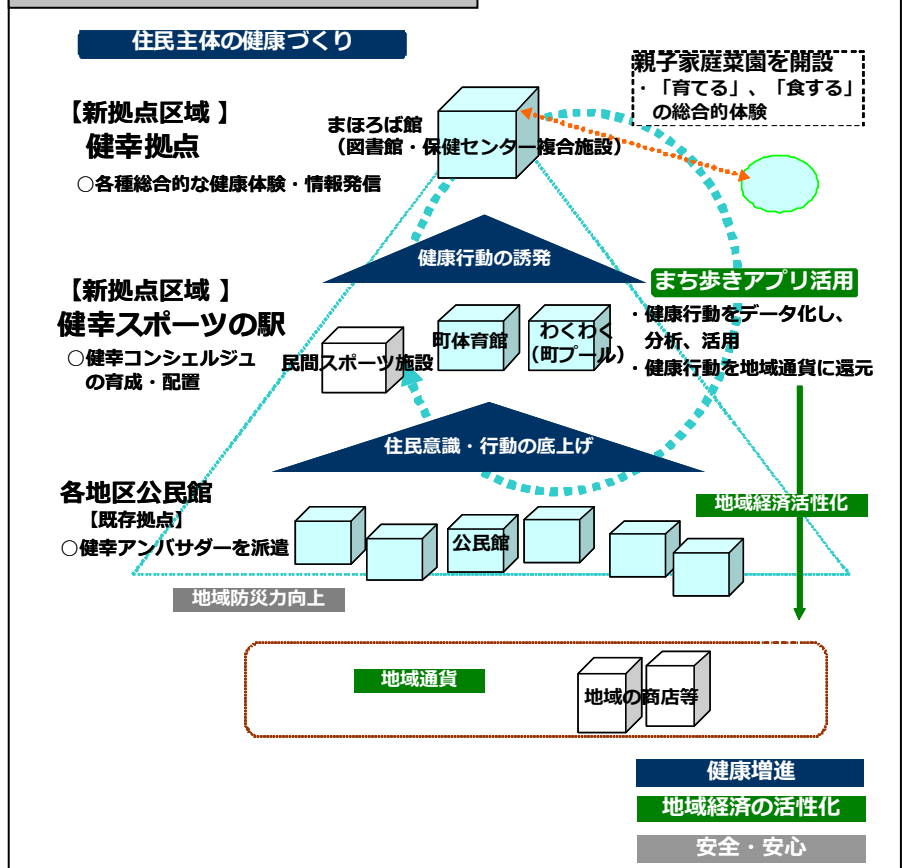 住民主体の健康づくり
親子家庭菜園を開設
・「育てる」、「食する」
の総合的体験
【新拠点区域 】
健幸拠点
○各種総合的な健康体験・情報発信
まほろば館
（図書館・保健センター複合施設）
健康行動の誘発
【新拠点区域 】
健幸スポーツの駅
○健幸コンシェルジュ
の育成・配置
民間スポーツ施設
町体育館
わくわく
（町プール）
まち歩きアプリ活用
・健康行動をデータ化し、
分析、活用
・健康行動を地域通貨に還元
住民意識・行動の底上げ
各地区公民館
【既存拠点】
○健幸アンバサダーを派遣
公民館
地域経済活性化
地域防災力向上
地域通貨
地域の商店等
健康増進
地域経済の活性化
安全・安心